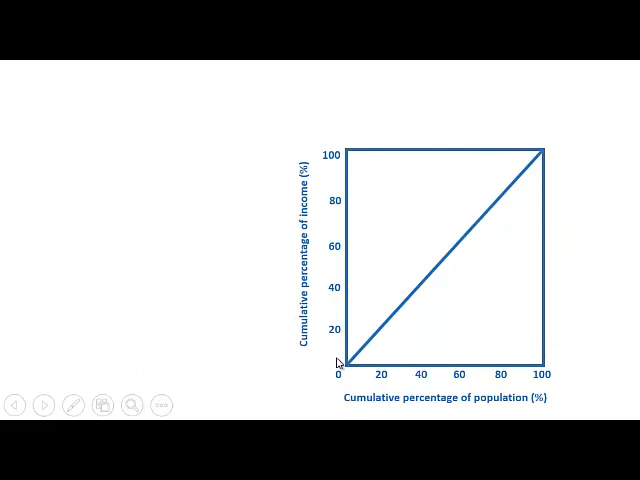 Cumulative percentage of income (%)
100
80
60
40
20
0 20 40 60 80 100
Cumulative percentage of population (%)